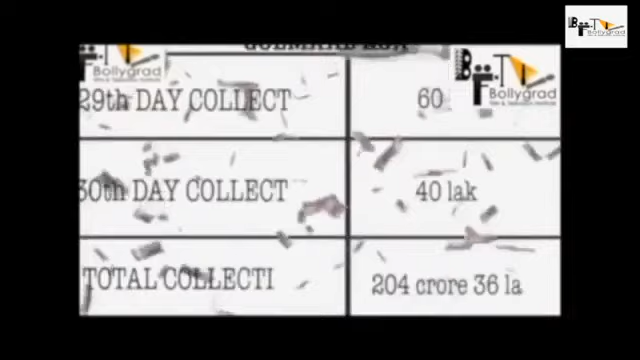 B.F.T
Bollygrad
Bollygrad
B.F.T
Bollygrad
29th DAY COLLECT
60
30th DAY COLLECT
40 lak
TOTAL COLLECTI
204 crore 36 la